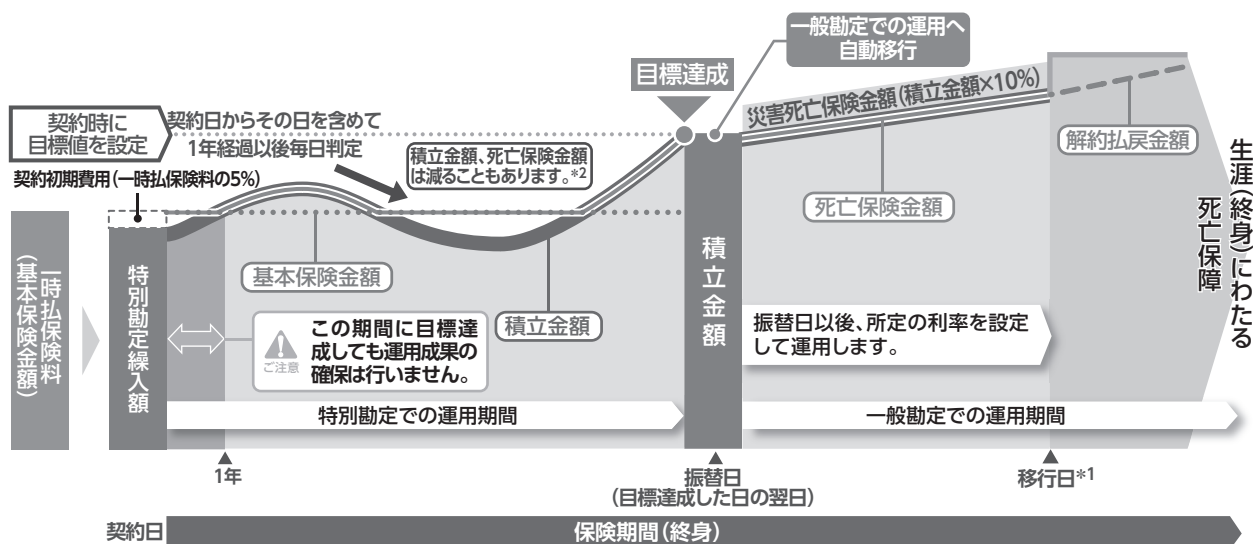 一般勘定での運用へ
自動移行
目標達成
災害死亡保険金額(積立金額×10%)
契約時に
目標値を設定
契約日からその日を含めて
1年経過以後毎日判定
積立金額、死亡保険金額
は減ることもあります。*2
解約払戻金額
契約初期費用(一時払保険料の5%)
死亡保険金額
生涯(終身)にわたる
死亡保障
一時払保険料
(基本保険金額)
特別勘定繰入額
基本保険金額
積立金額
積立金額
ご注意
この期間に目標達
成しても運用成果の
確保は行いません。
振替日以後、所定の利率を設定
して運用します。
特別勘定での運用期間
一般勘定での運用期間
1年
振替日
(目標達成した日の翌日)
移行日*1
契約日
保険期間(終身)